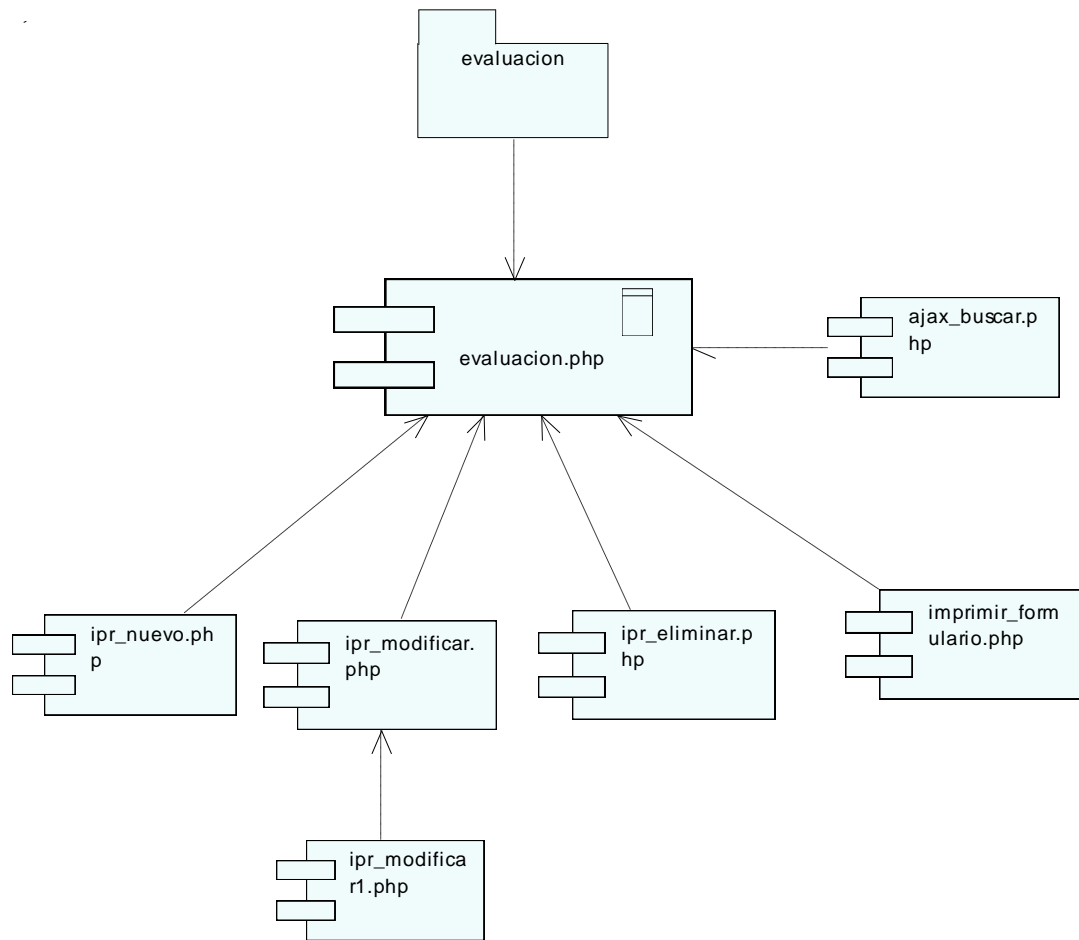 evaluacion
evaluacion.php
ajax_buscar.p
hp
ipr_nuevo.ph
p
ipr_modificar.
php
ipr_eliminar.p
hp
imprimir_form
ulario.php
ipr_modifica
r1.php